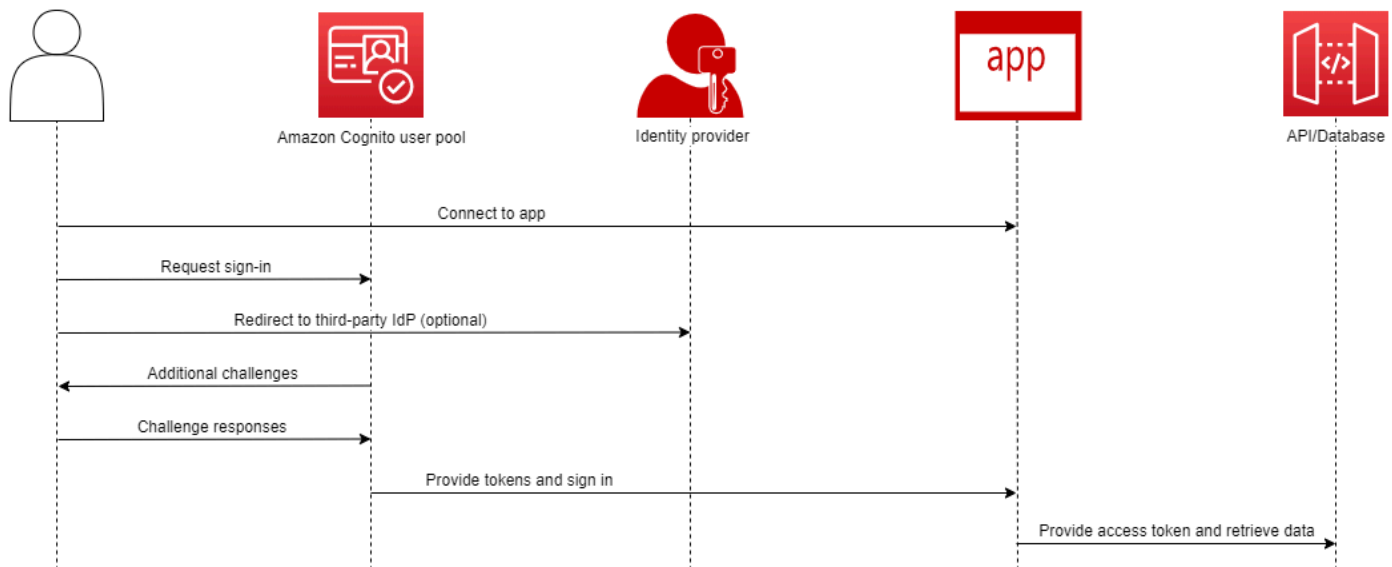 app
</>
Amazon Cognito user pool
Identity provider
API/Database
Connect to app
Request sign-in
Redirect to third-party IdP (optional)
Additional challenges
Challenge responses
Provide tokens and sign in
Provide access token and retrieve data